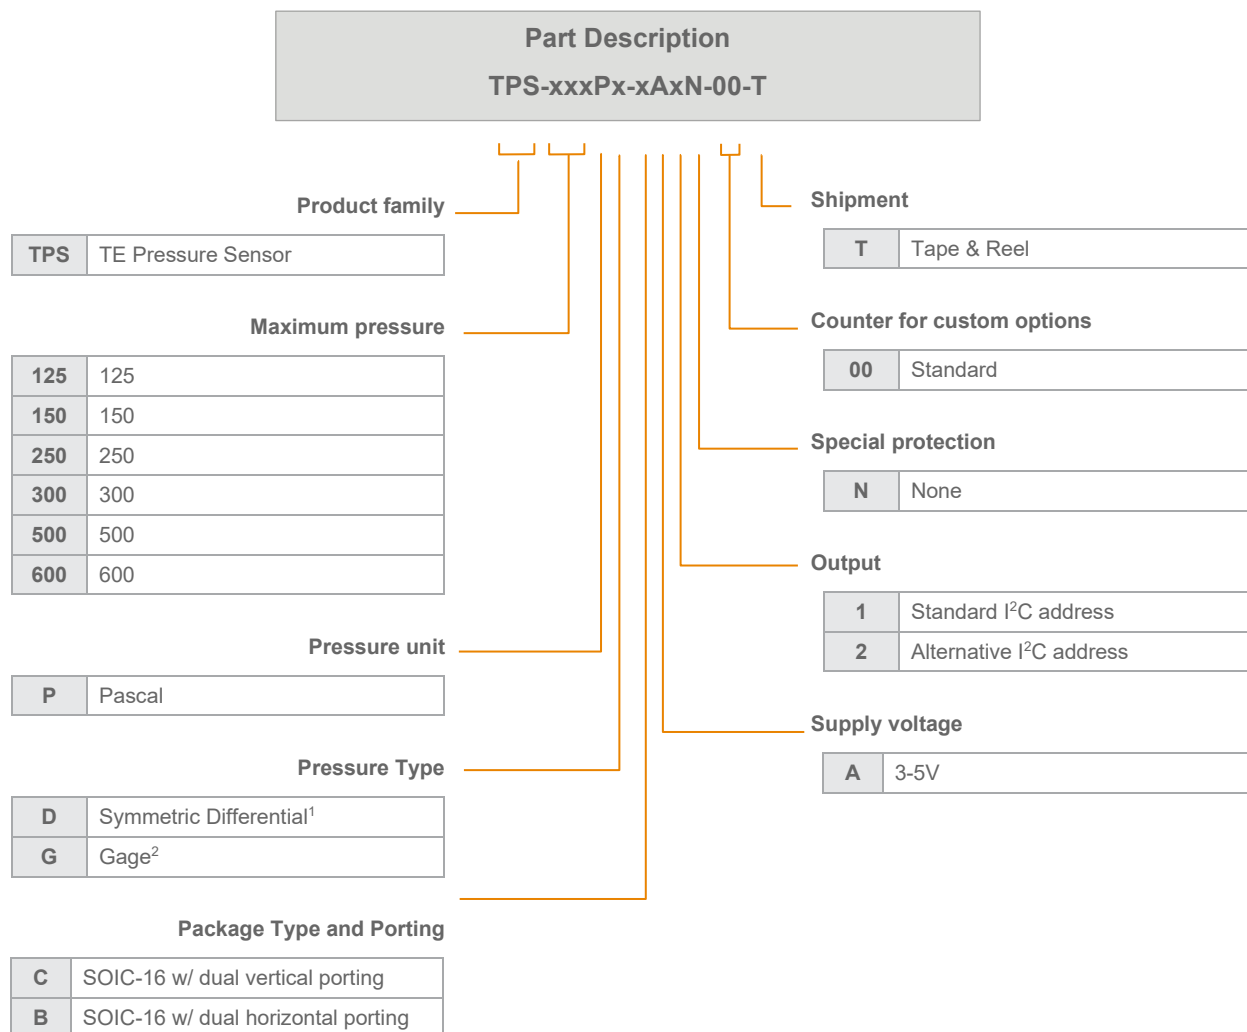 Part Description
TPS-xxxPx-xAxN-00-T
Product family
TPS TE Pressure Sensor
Maximum pressure
125 125
150 150
250 250
300 300
500 500
600 600
Pressure unit
P Pascal
Pressure Type
D Symmetric Differential¹
G Gage²
Package Type and Porting
C SOIC-16 w/ dual vertical porting
B SOIC-16 w/ dual horizontal porting
Shipment
T Tape & Reel
Counter for custom options
00 Standard
Special protection
N None
Output
1 Standard I²C address
2 Alternative I²C address
Supply voltage
A 3-5V